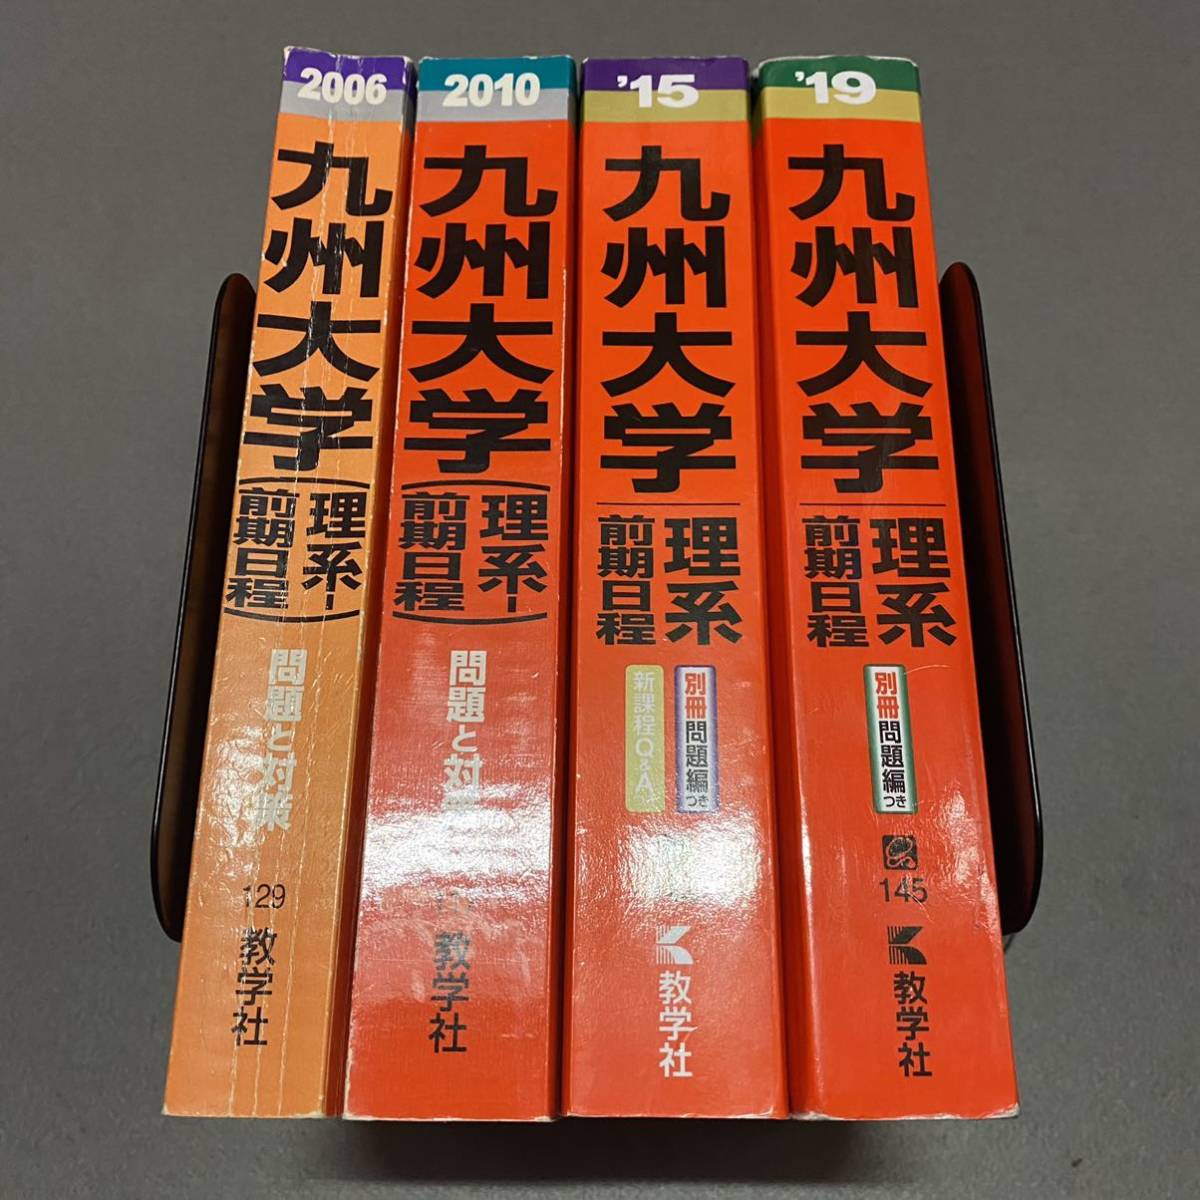 2006
九州大学
(理系-
前期日程)
問題と対策
129
教学社
2010
九州大学
(理系-
前期日程)
問題と対策
教学社
'15
九州大学
理系
前期日程
別冊問題編つき
新課程Q&A
教学社
'19
九州大学
理系
前期日程
別冊問題編つき
145
教学社